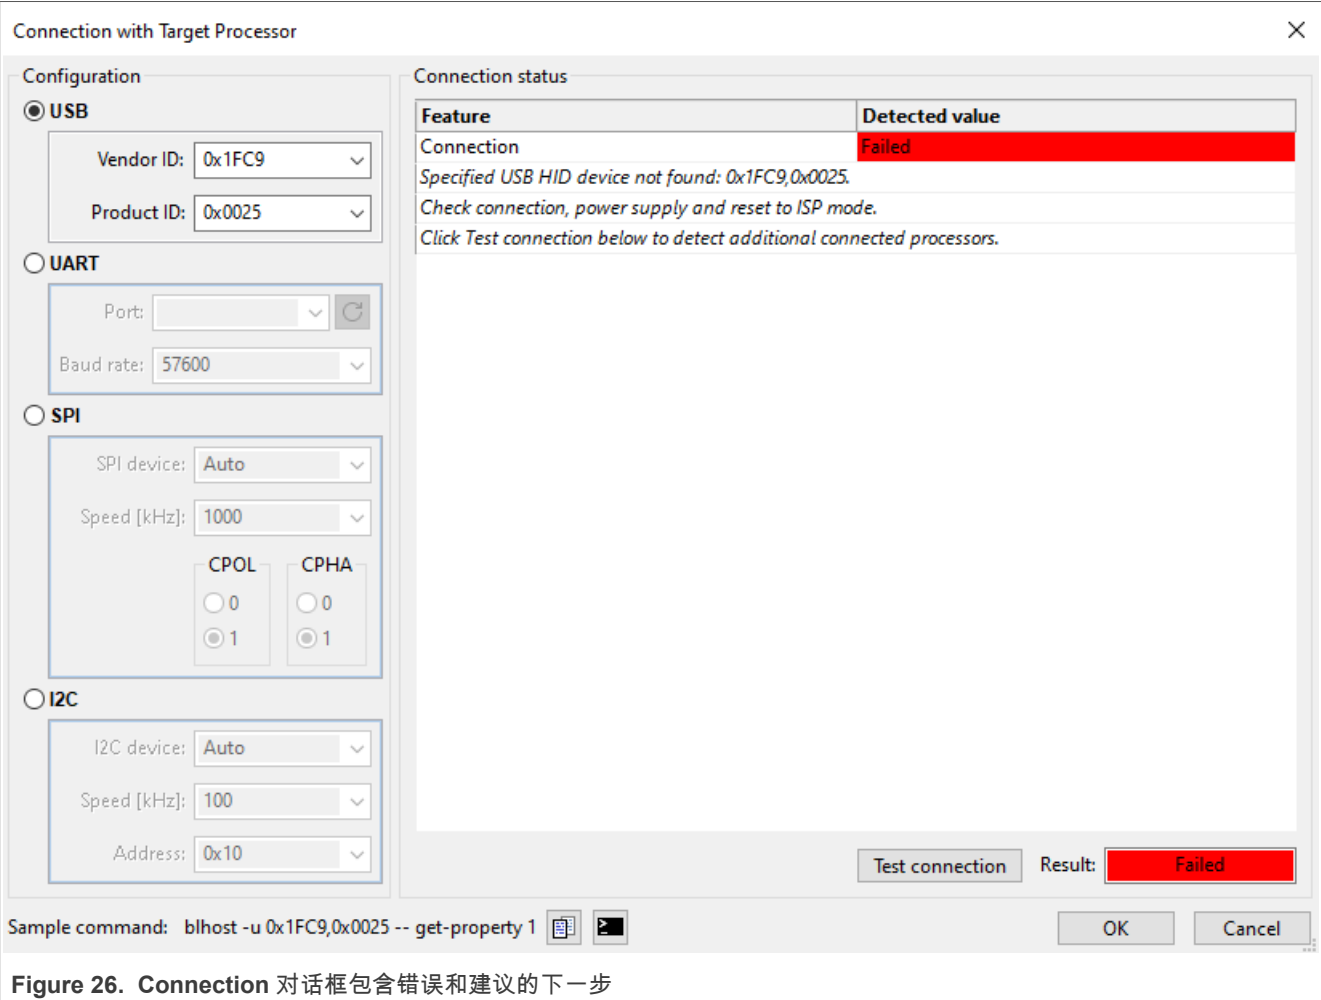 Connection with Target Processor
Configuration
USB
Vendor ID: 0x1FC9
Product ID: 0x0025
UART
Port:
Baud rate: 57600
SPI
SPI device: Auto
Speed [kHz]: 1000
CPOL CPHA
0 0
1 1
I2C
I2C device: Auto
Speed [kHz]: 100
Address: 0x10
Connection status
Feature Detected value
Connection Failed
Specified USB HID device not found: 0x1FC9,0x0025.
Check connection, power supply and reset to ISP mode.
Click Test connection below to detect additional connected processors.
Test connection Result: Failed
Sample command: blhost -u 0x1FC9,0x0025 -- get-property 1
OK Cancel
Figure 26. Connection 对话框包含错误和建议的下一步